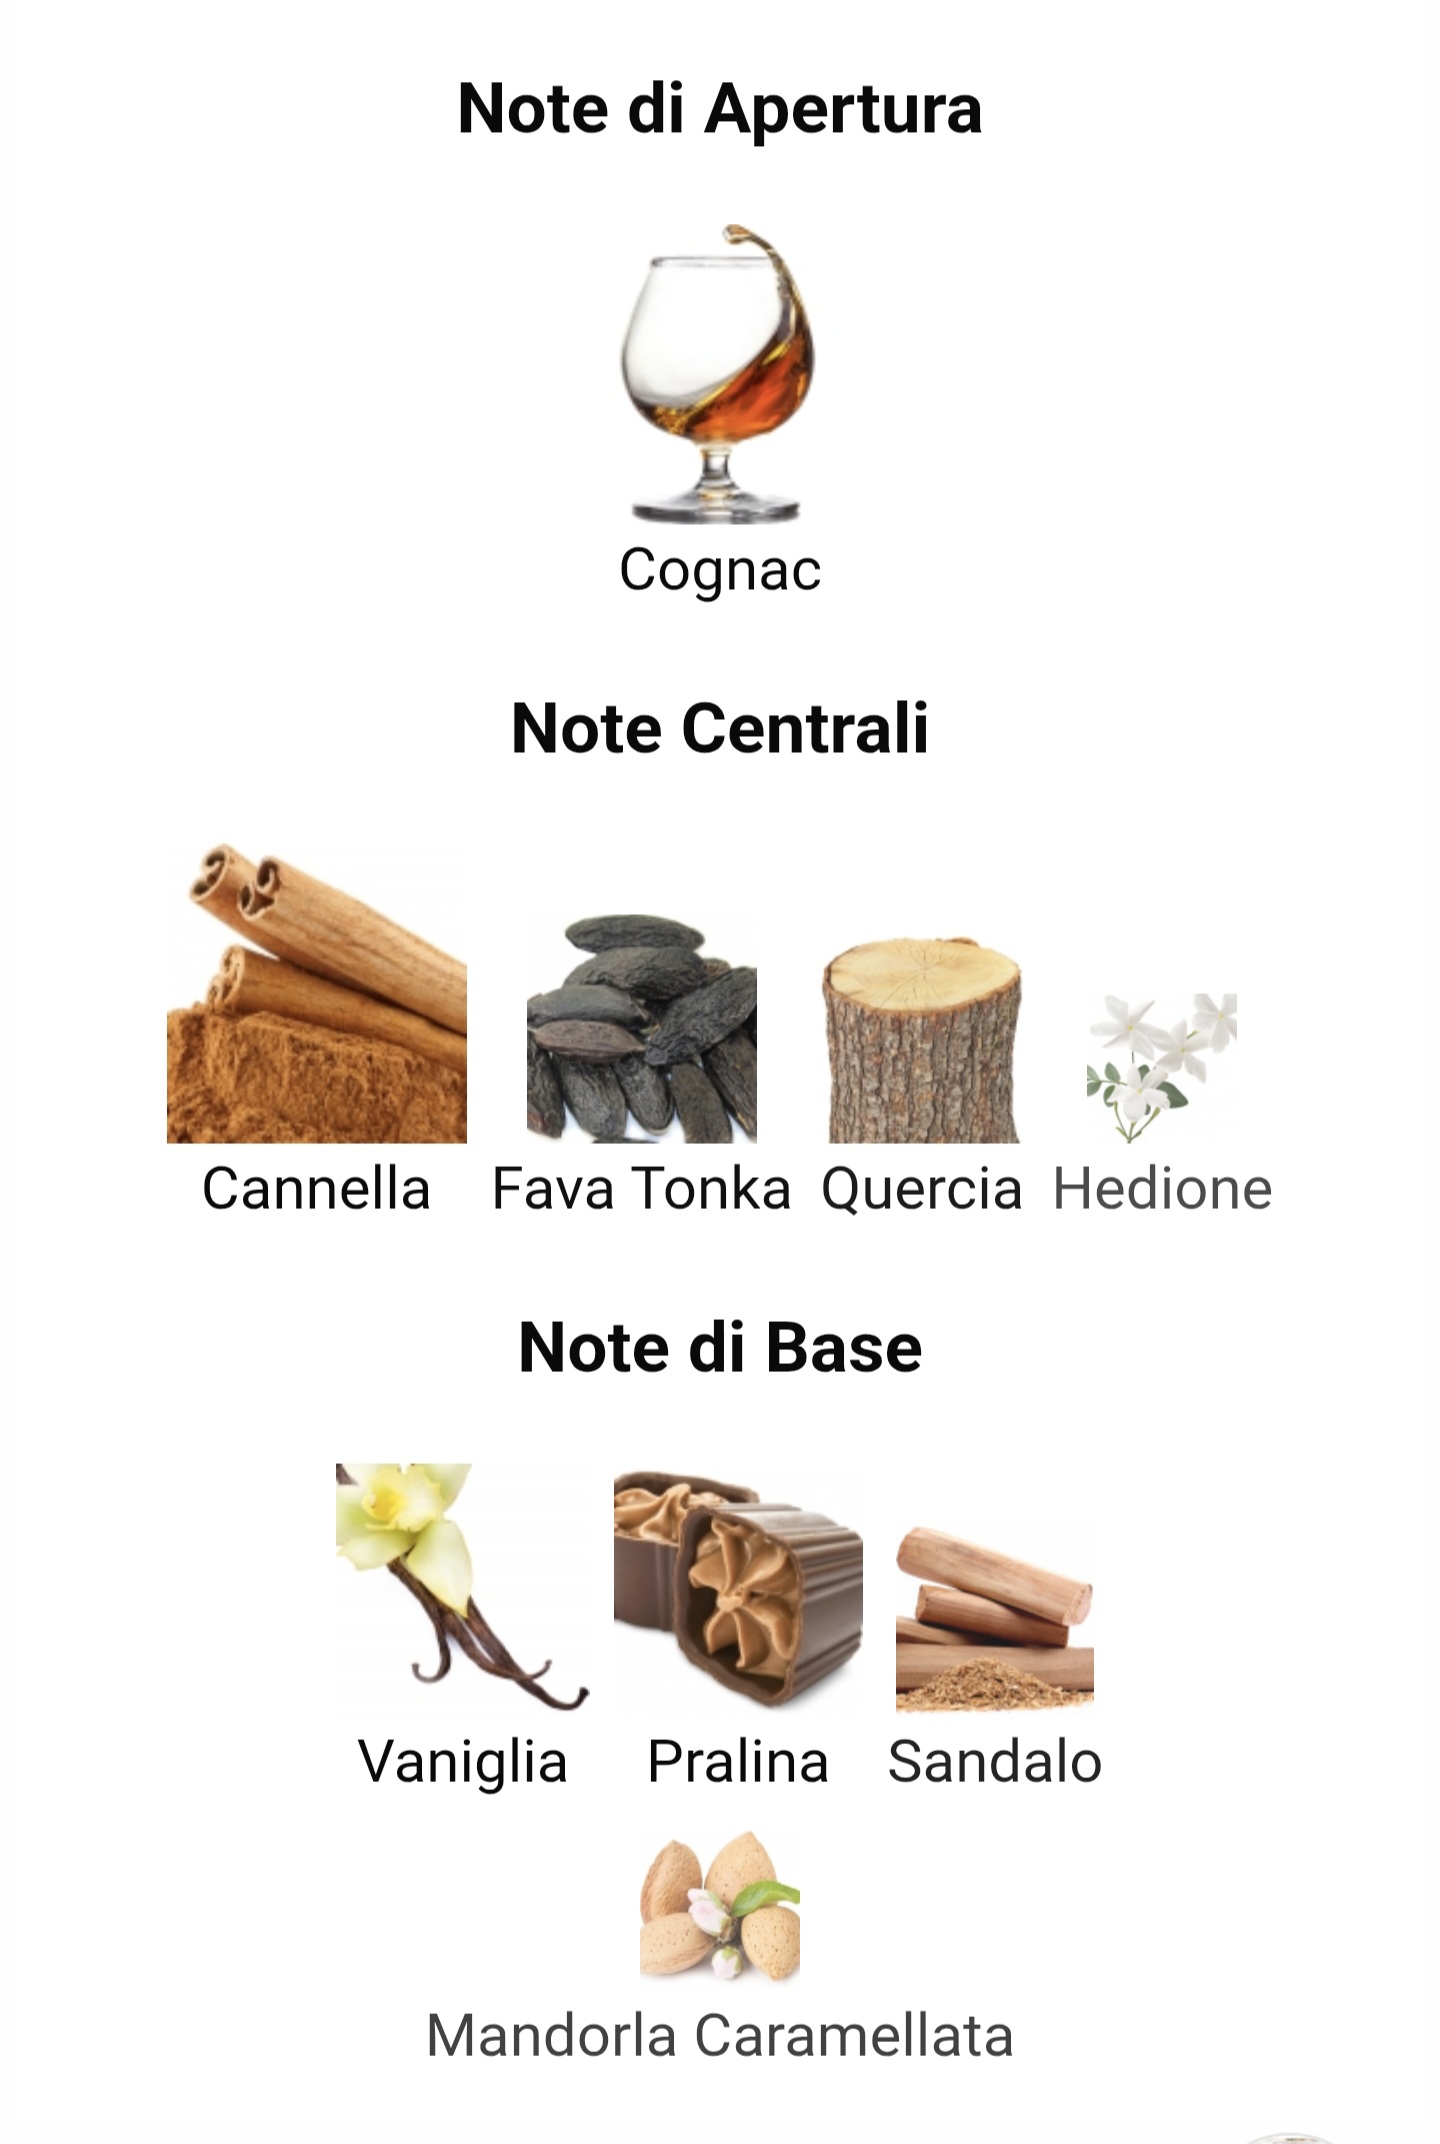 Note di Apertura
Cognac
Note Centrali
Cannella Fava Tonka Quercia Hedione
Note di Base
Vaniglia Pralina Sandalo
Mandorla Caramellata